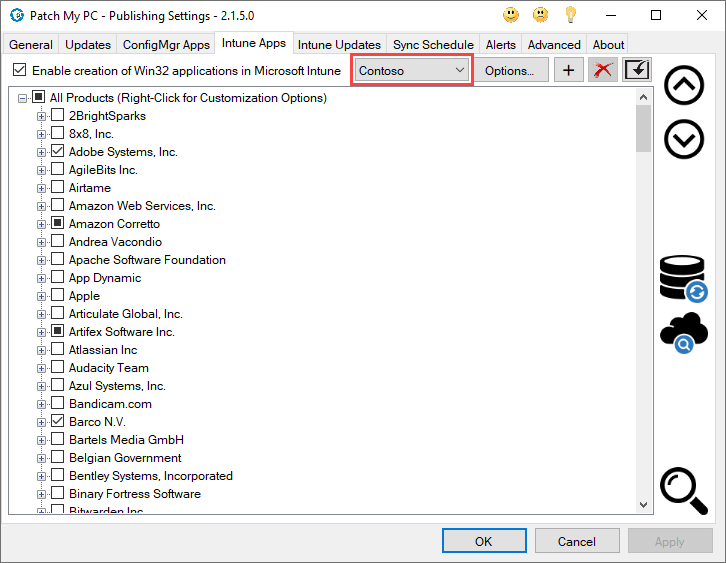 Patch My PC - Publishing Settings - 2.1.5.0
General Updates ConfigMgr Apps Intune Apps Intune Updates Sync Schedule Alerts Advanced About
Enable creation of Win32 applications in Microsoft Intune Contoso Options... +
All Products (Right-Click for Customization Options)
2BrightSparks
8x8, Inc.
Adobe Systems, Inc.
AgileBits Inc.
Airtame
Amazon Web Services, Inc.
Amazon Corretto
Andrea Vacondio
Apache Software Foundation
App Dynamic
Apple
Articulate Global, Inc.
Artifex Software Inc.
Atlassian Inc
Audacity Team
Azul Systems, Inc.
Bandicam.com
Barco N.V.
Bartels Media GmbH
Belgian Government
Bentley Systems, Incorporated
Binary Fortress Software
Bitwarden Inc
OK Cancel Apply